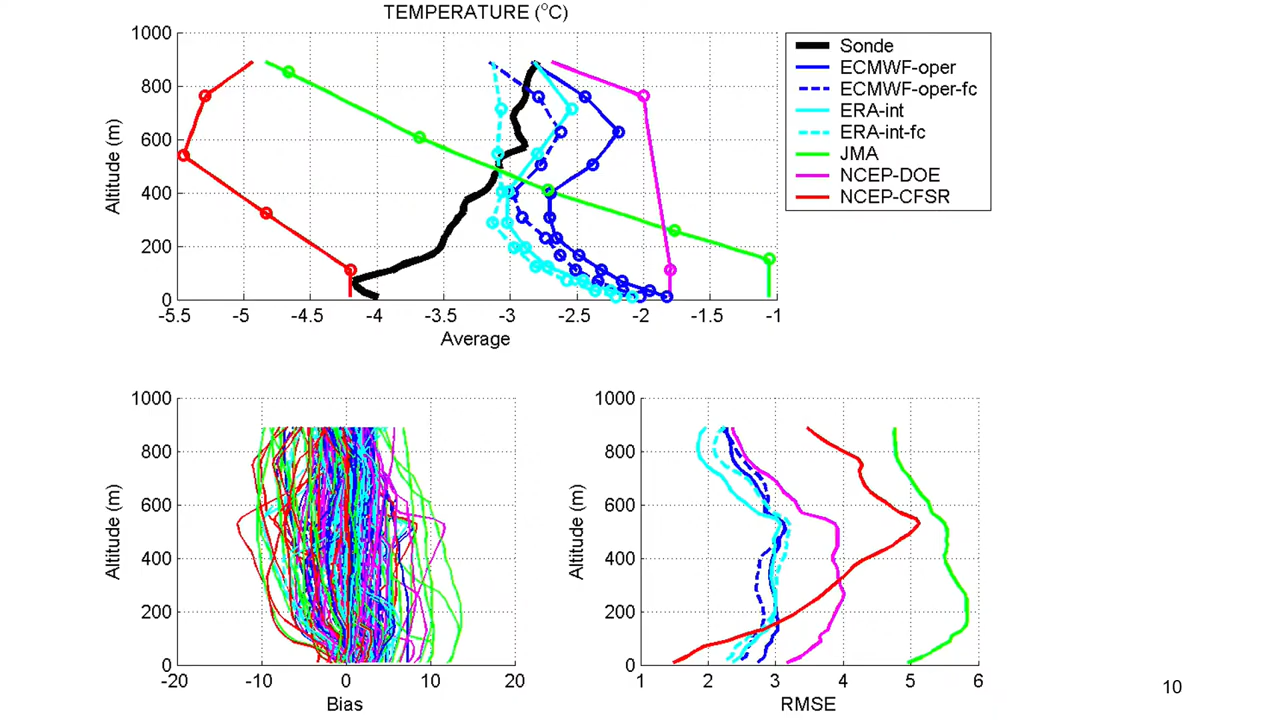 TEMPERATURE (°C)
1000
800
600
400
200
0
Altitude (m)
-5.5 -5 -4.5 -4 -3.5 -3 -2.5 -2 -1.5 -1
Average
Sonde
ECMWF-oper
ECMWF-oper-fc
ERA-int
ERA-int-fc
JMA
NCEP-DOE
NCEP-CFSR
1000
800
600
400
200
0
Altitude (m)
-20 -10 0 10 20
Bias
1000
800
600
400
200
0
Altitude (m)
1 2 3 4 5 6
RMSE
10